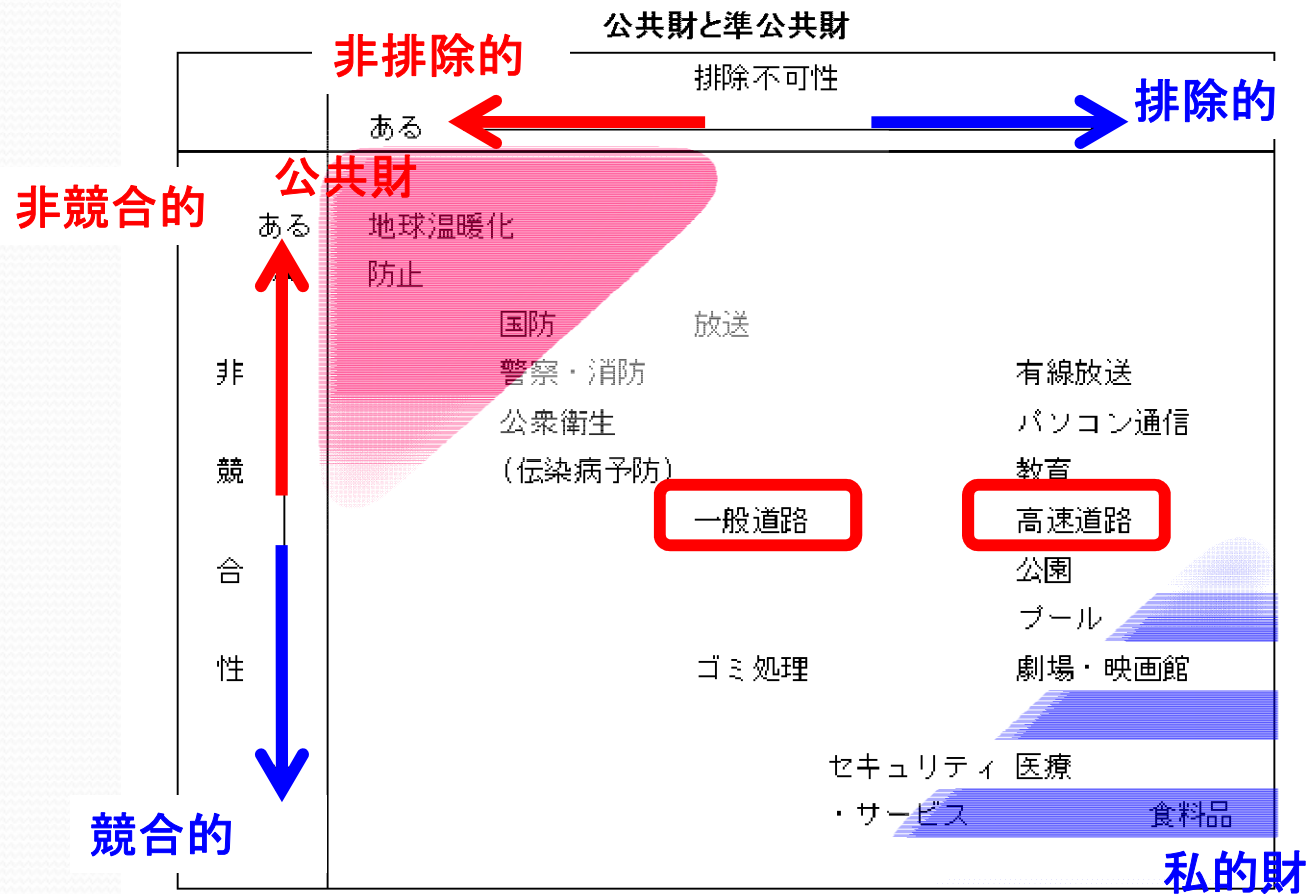 公共財と準公共財
非排除的
排除不可性
排除的
ある
公共財
非競合的
ある
地球温暖化
防止
国防
放送
非
警察・消防
有線放送
公衆衛生
パソコン通信
競
(伝染病予防)
教育
一般道路
高速道路
合
公園
プール
性
ゴミ処理
劇場・映画館
セキュリティ
医療
・サービス
食料品
競合的
私的財